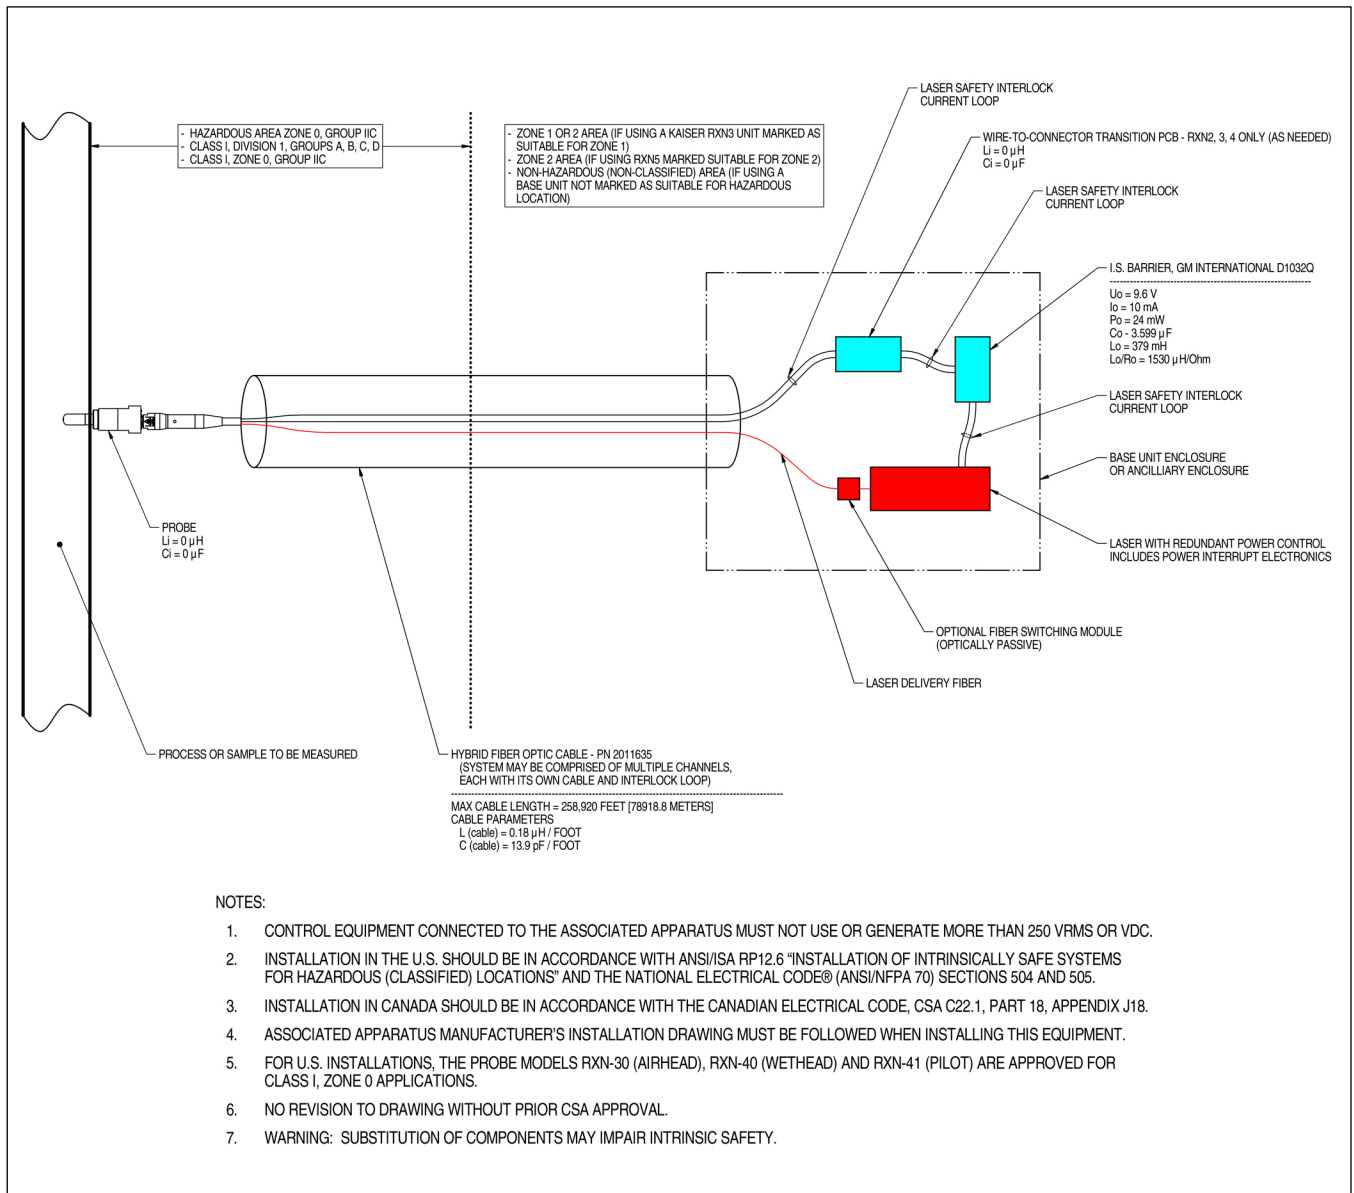 LASER SAFETY INTERLOCK
CURRENT LOOP
- HAZARDOUS AREA ZONE 0, GROUP IIC
- CLASS I, DIVISION 1, GROUPS A, B, C, D
- CLASS I, ZONE 0, GROUP IIC
- ZONE 1 OR 2 AREA (IF USING A KAISER RXN3 UNIT MARKED AS
SUITABLE FOR ZONE 1)
- ZONE 2 AREA (IF USING RXN5 MARKED SUITABLE FOR ZONE 2)
- NON-HAZARDOUS (NON-CLASSIFIED) AREA (IF USING A
BASE UNIT NOT MARKED AS SUITABLE FOR HAZARDOUS
LOCATION)
WIRE-TO-CONNECTOR TRANSITION PCB - RXN2, 3, 4 ONLY (AS NEEDED)
Li = 0 µH
Ci = 0 µF
LASER SAFETY INTERLOCK
CURRENT LOOP
I.S. BARRIER, GM INTERNATIONAL D1032Q
Uo = 9.6 V
Io = 10 mA
Po = 24 mW
Co - 3.599 µF
Lo = 379 mH
Lo/Ro = 1530 µH/Ohm
LASER SAFETY INTERLOCK
CURRENT LOOP
BASE UNIT ENCLOSURE
OR ANCILLIARY ENCLOSURE
PROBE
Li = 0 µH
Ci = 0 µF
LASER WITH REDUNDANT POWER CONTROL
INCLUDES POWER INTERRUPT ELECTRONICS
OPTIONAL FIBER SWITCHING MODULE
(OPTICALLY PASSIVE)
LASER DELIVERY FIBER
PROCESS OR SAMPLE TO BE MEASURED
HYBRID FIBER OPTIC CABLE - PN 2011635
(SYSTEM MAY BE COMPRISED OF MULTIPLE CHANNELS,
EACH WITH ITS OWN CABLE AND INTERLOCK LOOP)
MAX CABLE LENGTH = 258,920 FEET [78918.8 METERS]
CABLE PARAMETERS
L (cable) = 0.18 µH / FOOT
C (cable) = 13.9 pF / FOOT
NOTES:
1. CONTROL EQUIPMENT CONNECTED TO THE ASSOCIATED APPARATUS MUST NOT USE OR GENERATE MORE THAN 250 VRMS OR VDC.
2. INSTALLATION IN THE U.S. SHOULD BE IN ACCORDANCE WITH ANSI/ISA RP12.6 “INSTALLATION OF INTRINSICALLY SAFE SYSTEMS
FOR HAZARDOUS (CLASSIFIED) LOCATIONS” AND THE NATIONAL ELECTRICAL CODE® (ANSI/NFPA 70) SECTIONS 504 AND 505.
3. INSTALLATION IN CANADA SHOULD BE IN ACCORDANCE WITH THE CANADIAN ELECTRICAL CODE, CSA C22.1, PART 18, APPENDIX J18.
4. ASSOCIATED APPARATUS MANUFACTURER'S INSTALLATION DRAWING MUST BE FOLLOWED WHEN INSTALLING THIS EQUIPMENT.
5. FOR U.S. INSTALLATIONS, THE PROBE MODELS RXN-30 (AIRHEAD), RXN-40 (WETHEAD) AND RXN-41 (PILOT) ARE APPROVED FOR
CLASS I, ZONE 0 APPLICATIONS.
6. NO REVISION TO DRAWING WITHOUT PRIOR CSA APPROVAL.
7. WARNING: SUBSTITUTION OF COMPONENTS MAY IMPAIR INTRINSIC SAFETY.